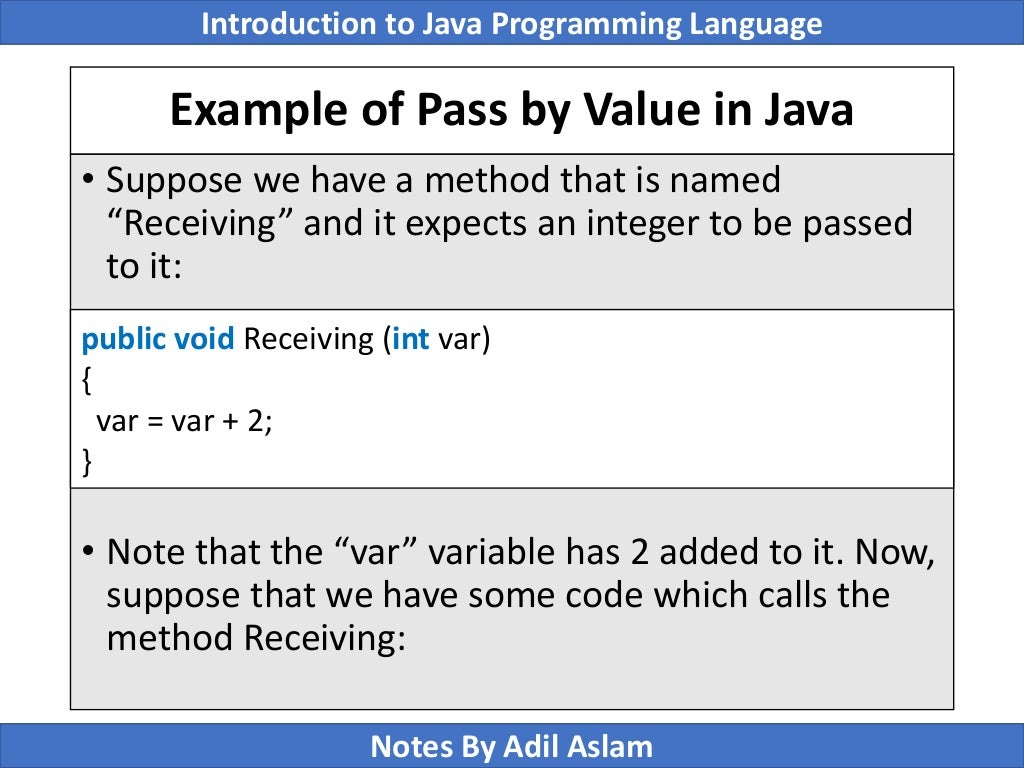 Introduction to Java Programming Language
Example of Pass by Value in Java
• Suppose we have a method that is named
“Receiving” and it expects an integer to be passed
to it:
public void Receiving (int var)
{
var = var + 2;
}
• Note that the “var” variable has 2 added to it. Now,
suppose that we have some code which calls the
method Receiving:
Notes By Adil Aslam